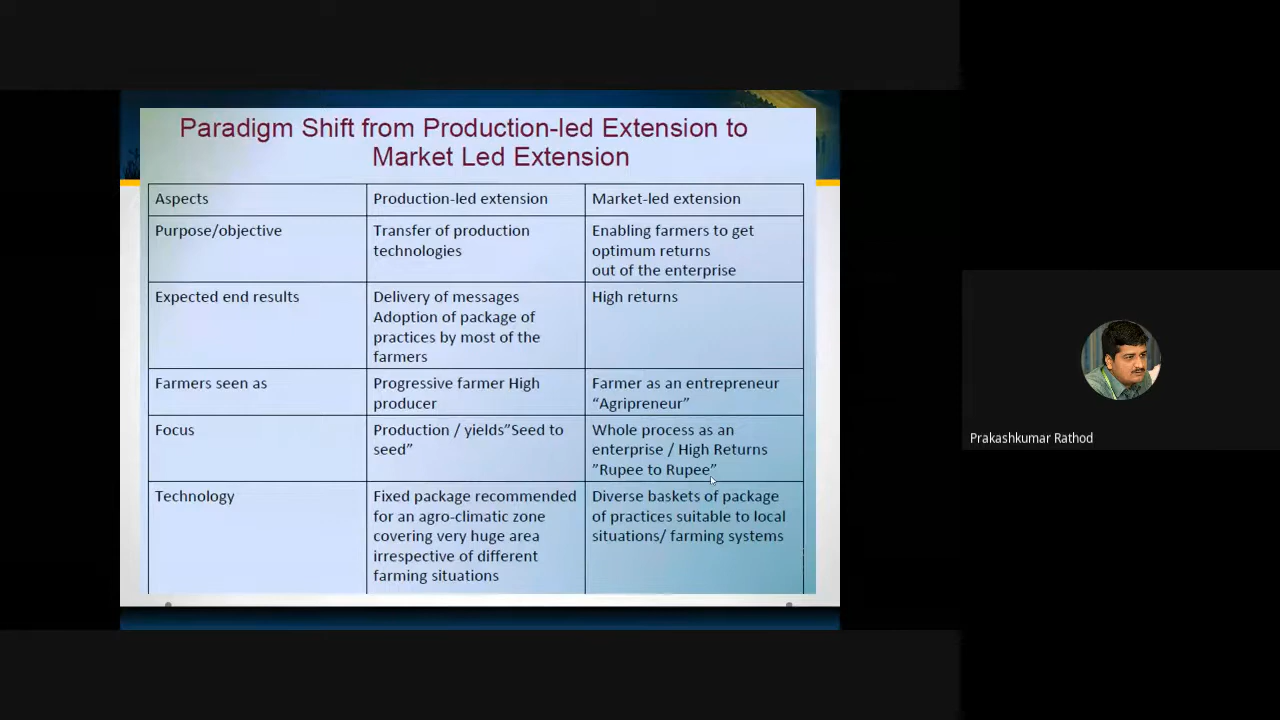 Paradigm Shift from Production-led Extension to
Market Led Extension
Aspects
Production-led extension
Market-led extension
Purpose/objective
Transfer of production
technologies
Enabling farmers to get
optimum returns
out of the enterprise
Expected end results
Delivery of messages
Adoption of package of
practices by most of the
farmers
High returns
Farmers seen as
Progressive farmer High
producer
Farmer as an entrepreneur
“Agripreneur”
Focus
Production / yields”Seed to
seed”
Whole process as an
enterprise / High Returns
”Rupee to Rupee”
Technology
Fixed package recommended
for an agro-climatic zone
covering very huge area
irrespective of different
farming situations
Diverse baskets of package
of practices suitable to local
situations/ farming systems
Prakashkumar Rathod